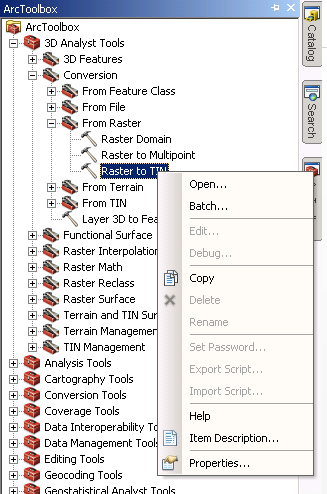 ArcToolbox
ArcToolbox
3D Analyst Tools
3D Features
Conversion
From Feature Class
From File
From Raster
Raster Domain
Raster to Multipoint
Raster to TIN
From Terrain
From TIN
Layer 3D to Fea
Functional Surface
Raster Interpolatio
Raster Math
Raster Reclass
Raster Surface
Terrain and TIN Sur
Terrain Managemen
TIN Management
Analysis Tools
Cartography Tools
Conversion Tools
Coverage Tools
Data Interoperability To
Data Management Tools
Editing Tools
Geocoding Tools
Geostatistical Analyst Tools
Open...
Batch...
Edit...
Debug...
Copy
Delete
Rename
Set Password...
Export Script...
Import Script...
Help
Item Description...
Properties...
Catalog
Search